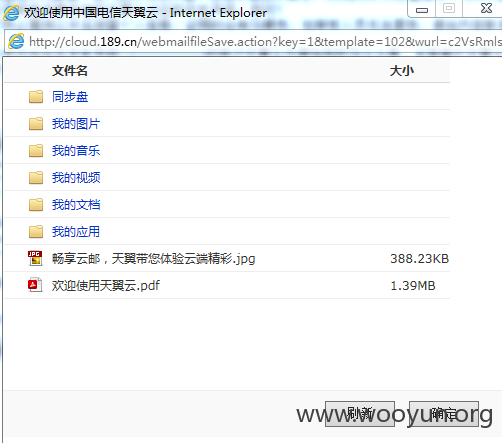 欢迎使用中国电信天翼云 - Internet Explorer
http://cloud.189.cn/webmailfileSave.action?key=1&template=102&wurl=c2VsRmls
文件名 大小
同步盘
我的图片
我的音乐
我的视频
我的文档
我的应用
畅享云邮，天翼带您体验云端精彩.jpg 388.23KB
欢迎使用天翼云.pdf 1.39MB
刷新 确定
www.wooyun.org